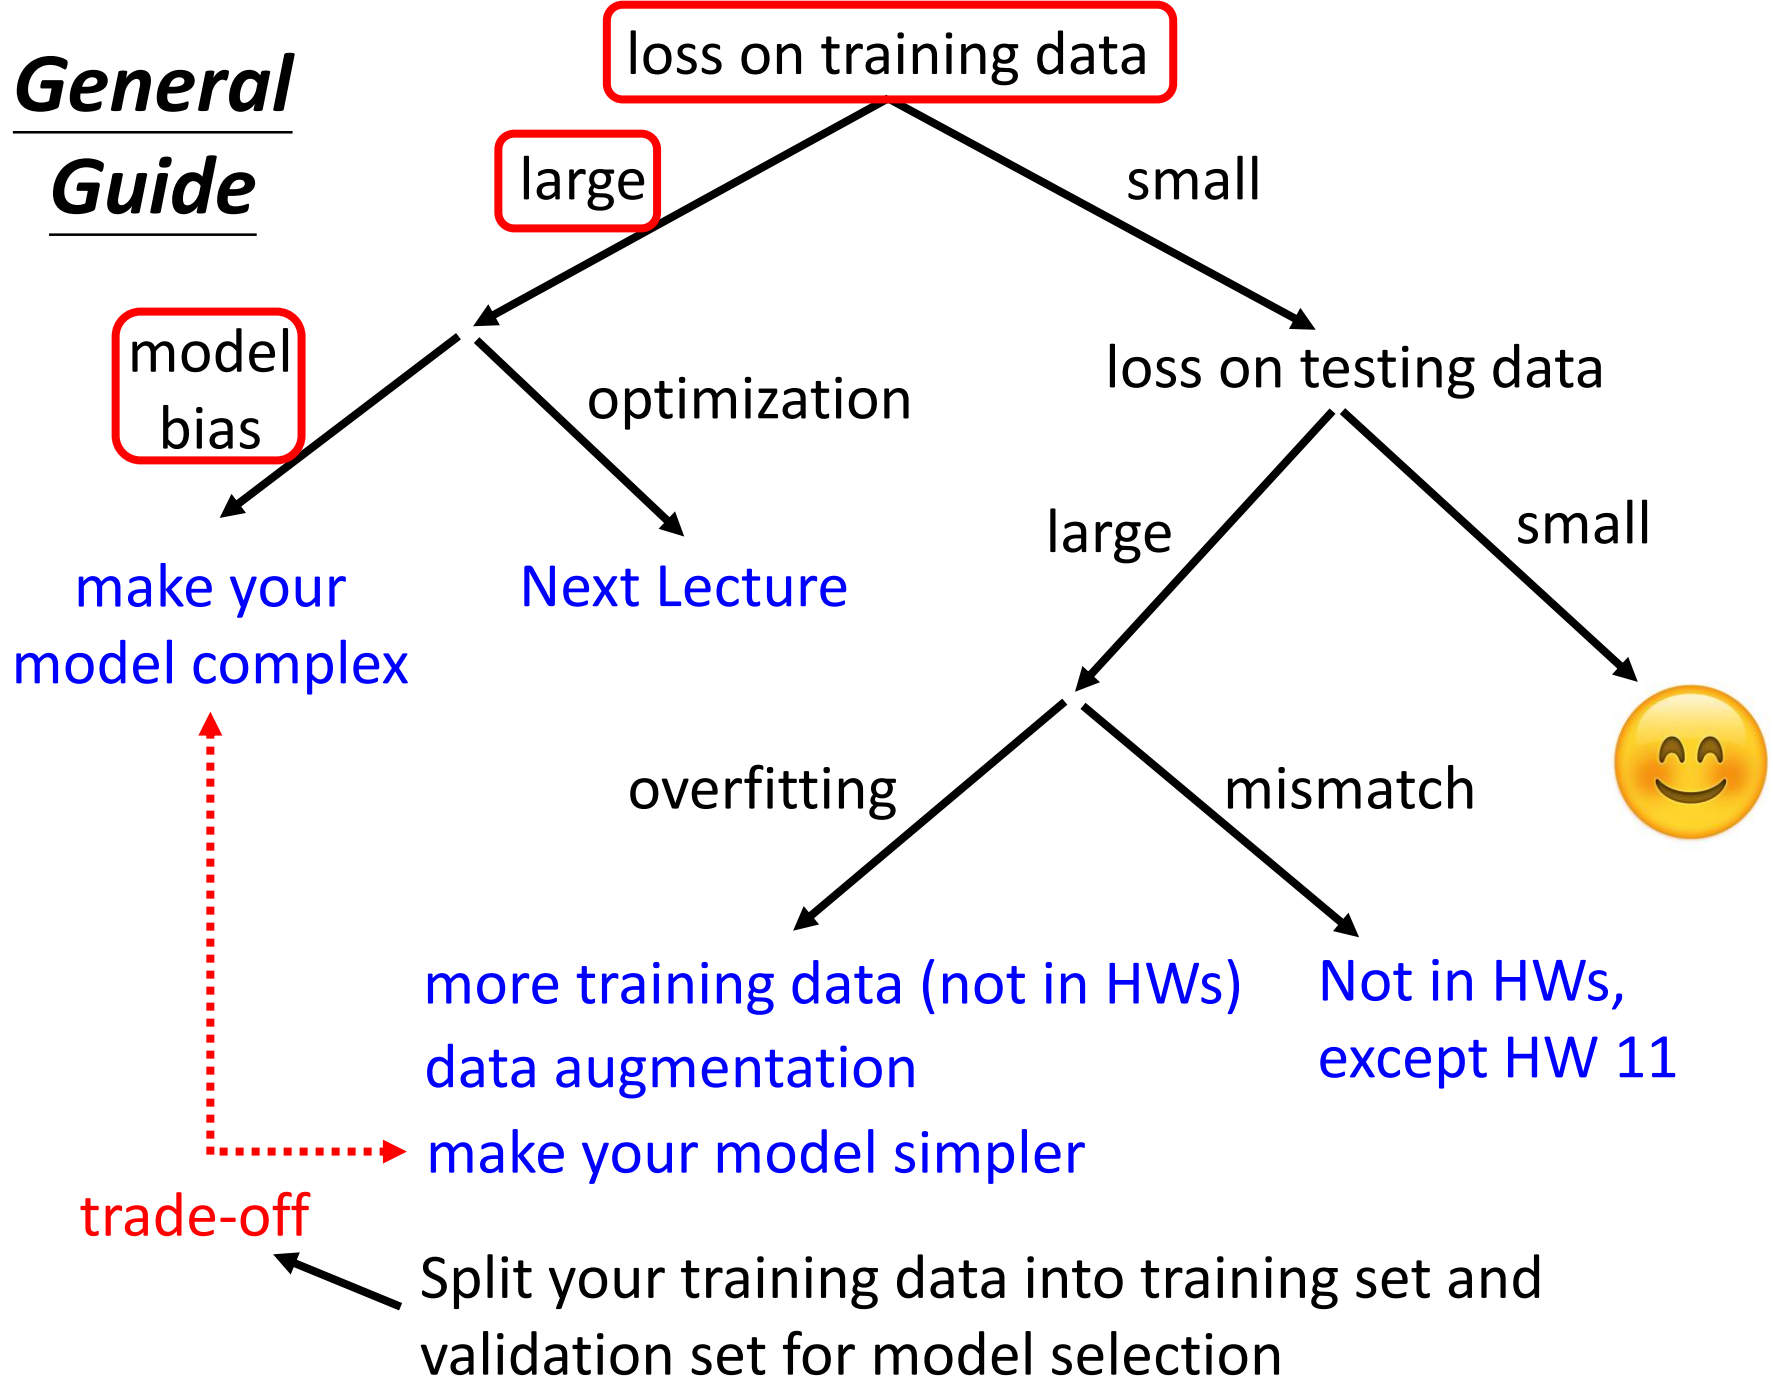 General
Guide
loss on training data
large
small
model
bias
optimization
loss on testing data
make your
model complex
Next Lecture
large
small
overfitting
mismatch
more training data (not in HWs)
data augmentation
make your model simpler
Not in HWs,
except HW 11
trade-off
Split your training data into training set and
validation set for model selection